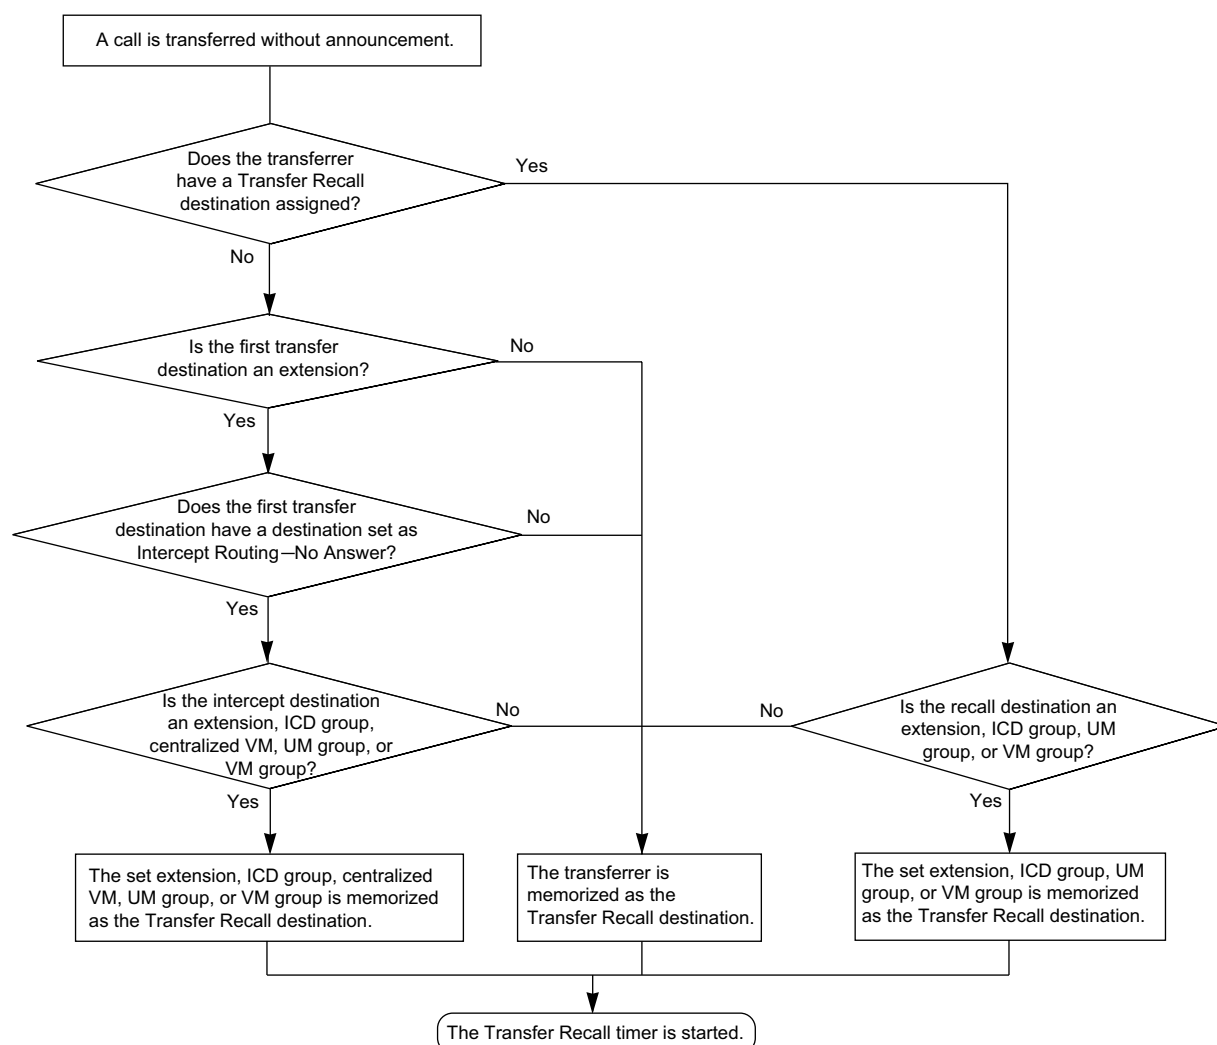 A call is transferred without announcement.
Does the transferrer
have a Transfer Recall
destination assigned?
Yes
No
Is the first transfer
destination an extension?
No
Yes
Does the first transfer
destination have a destination set as
Intercept Routing—No Answer?
No
Yes
Is the intercept destination
an extension, ICD group,
centralized VM, UM group, or
VM group?
No
Yes
No
Is the recall destination an
extension, ICD group, UM
group, or VM group?
Yes
The set extension, ICD group, centralized
VM, UM group, or VM group is memorized
as the Transfer Recall destination.
The transferrer is
memorized as the
Transfer Recall destination.
The set extension, ICD group, UM
group, or VM group is memorized
as the Transfer Recall destination.
The Transfer Recall timer is started.